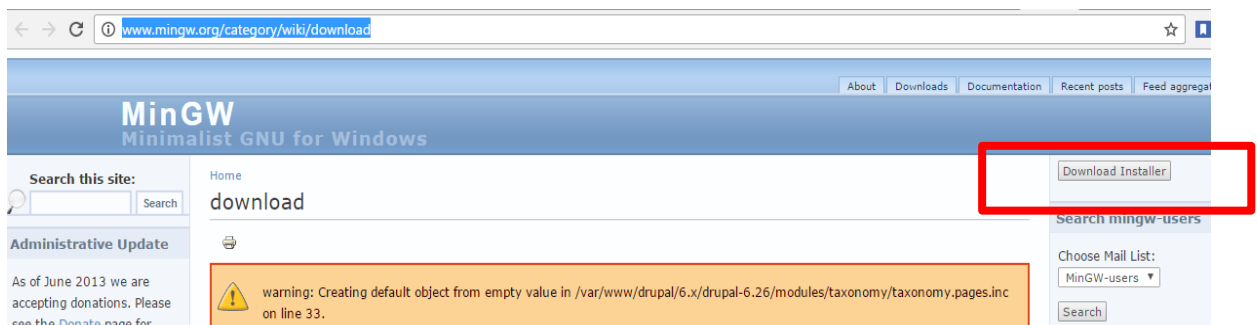 www.mingw.org/category/wiki/download
About Downloads Documentation Recent posts Feed aggregat
MinGW
Minimalist GNU for Windows
Search this site:
Search
Administrative Update
As of June 2013 we are
accepting donations. Please
see the Donate page for
Home
download
warning: Creating default object from empty value in /var/www/drupal/6.x/drupal-6.26/modules/taxonomy/taxonomy.pages.inc
on line 33.
Download Installer
Search mingw-users
Choose Mail List:
MinGW-users
Search